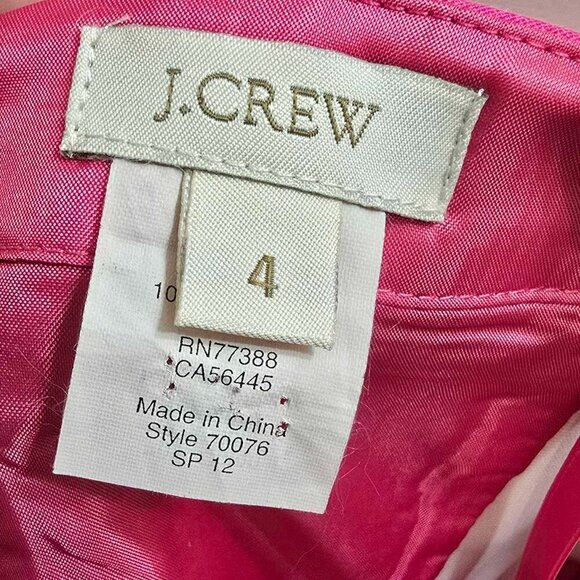 J.CREW
4
10
RN77388
CA56445
Made in China
Style 70076
SP 12